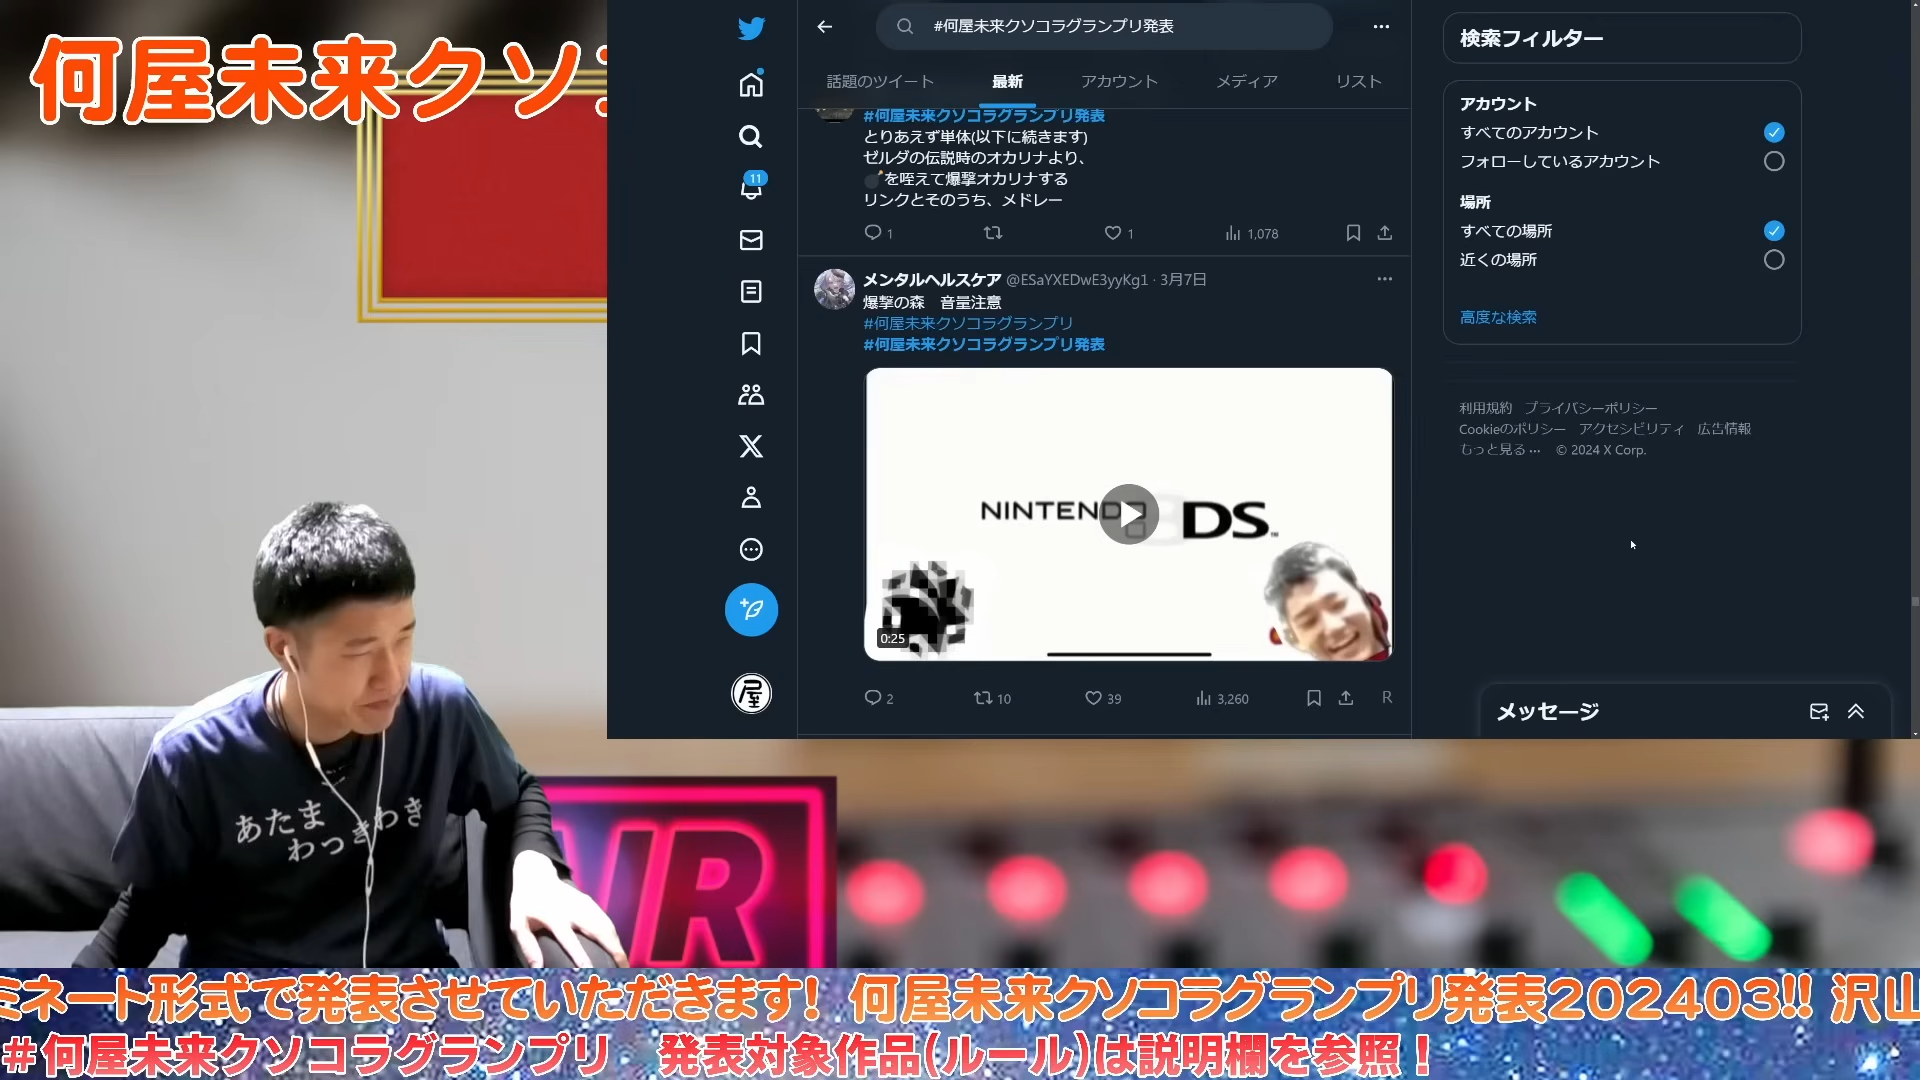 何屋未来クソ
#何屋未来クソコラグランプリ発表
話題のツイート
最新
アカウント
メディア
リスト
#何屋未来クソコラグランプリ発表
とりあえず単体(以下に続きます)
ゼルダの伝説時のオカリナより、
💣を咥えて爆撃オカリナする
リンクとそのうち、メドレー
1
1
1,078
11
メンタルヘルスケア @ESaYXEDwE3yyKg1 · 3月7日
爆撃の森　音量注意
#何屋未来クソコラグランプリ
#何屋未来クソコラグランプリ発表
NINTENDO DS™
0:25
2
10
39
3,260
R
屋
検索フィルター
アカウント
すべてのアカウント
フォローしているアカウント
場所
すべての場所
近くの場所
高度な検索
利用規約　プライバシーポリシー
Cookieのポリシー　アクセシビリティ　広告情報
もっと見る ···　© 2024 X Corp.
メッセージ
あたま
わっきわき
VR
ミネート形式で発表させていただきます! 何屋未来クソコラグランプリ発表202403!! 沢山
#何屋未来クソコラグランプリ　発表対象作品(ルール)は説明欄を参照!